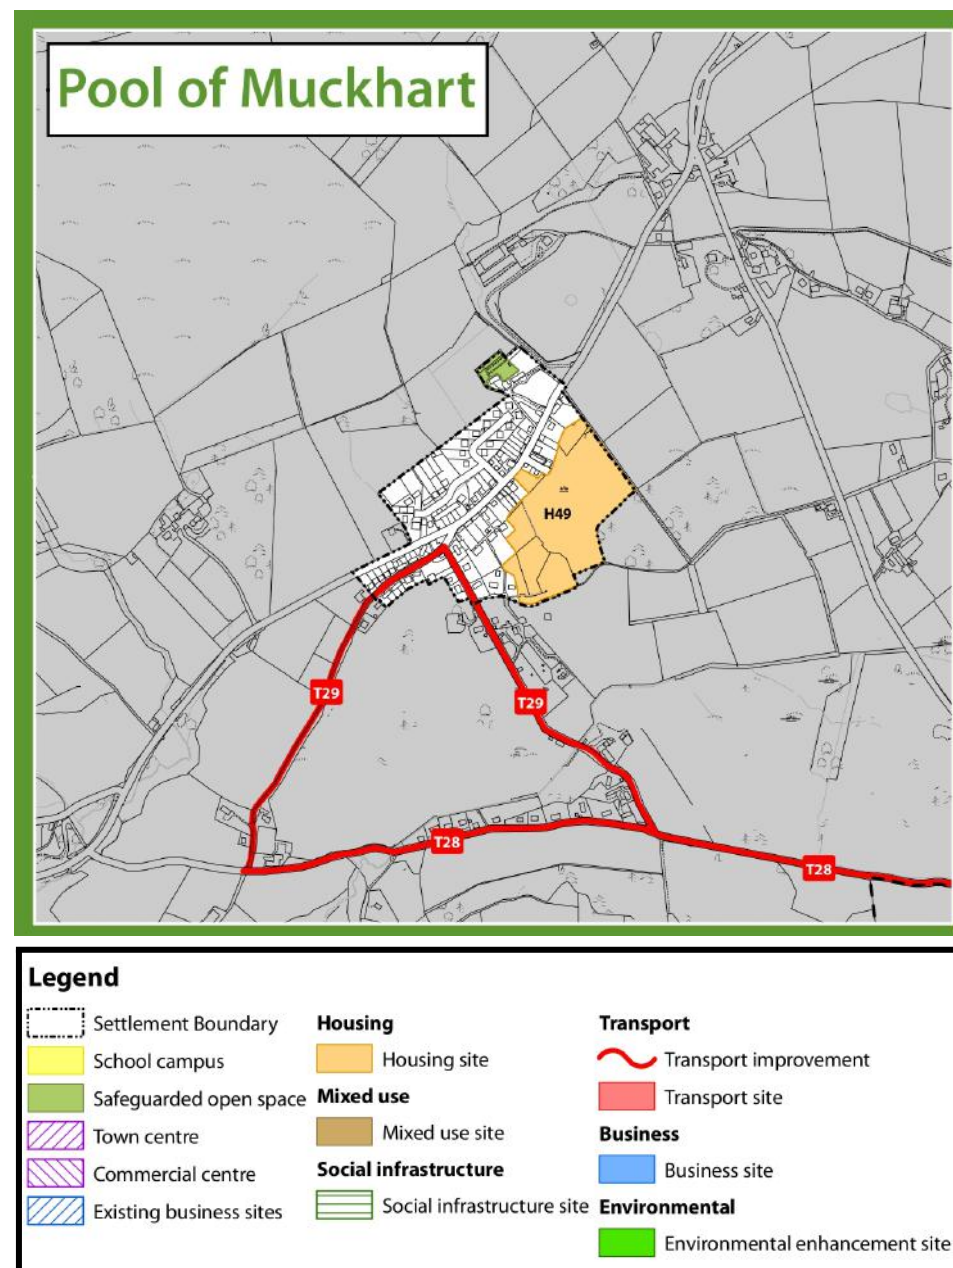 Pool of Muckhart
H49
T29
T29
T28
T28
Legend
Settlement Boundary
School campus
Safeguarded open space
Town centre
Commercial centre
Existing business sites
Housing
Housing site
Mixed use
Mixed use site
Social infrastructure
Social infrastructure site
Transport
Transport improvement
Transport site
Business
Business site
Environmental
Environmental enhancement site